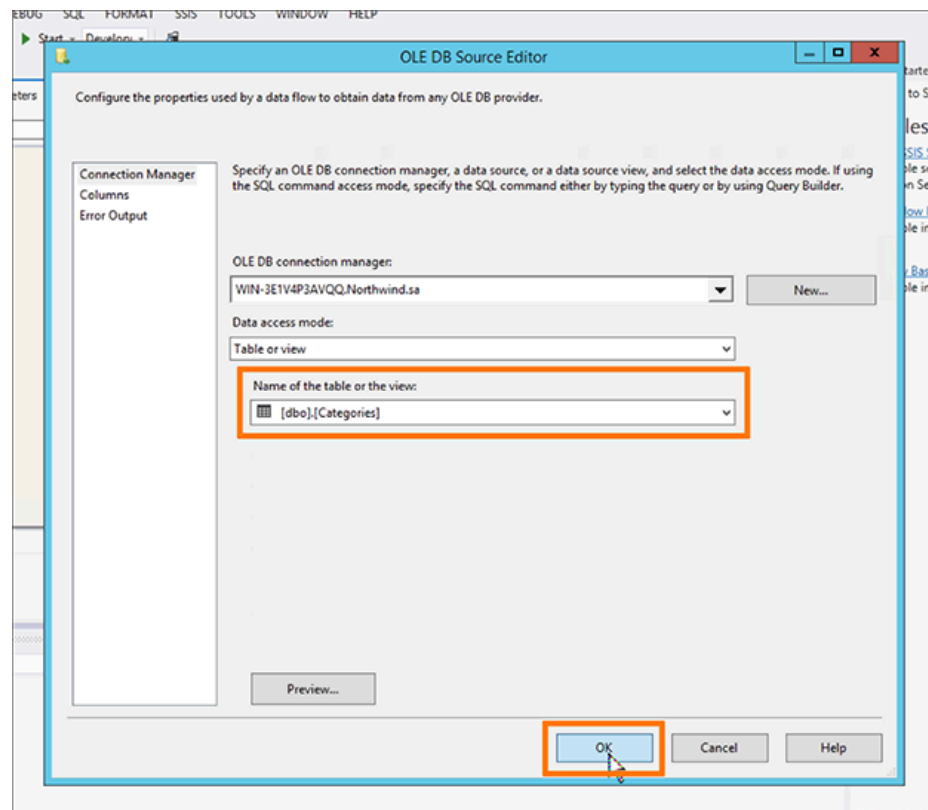 SQL FORMAT SSIS TOOLS WINDOW HELP
Start
OLE DB Source Editor
Configure the properties used by a data flow to obtain data from any OLE DB provider.
Connection Manager
Columns
Error Output
Specify an OLE DB connection manager, a data source, or a data source view, and select the data access mode. If using
the SQL command access mode, specify the SQL command either by typing the query or by using Query Builder.
OLE DB connection manager:
WIN-3E1V4P3AVQQ.Northwind.sa
New...
Data access mode:
Table or view
Name of the table or the view:
[dbo].[Categories]
Preview...
OK
Cancel
Help